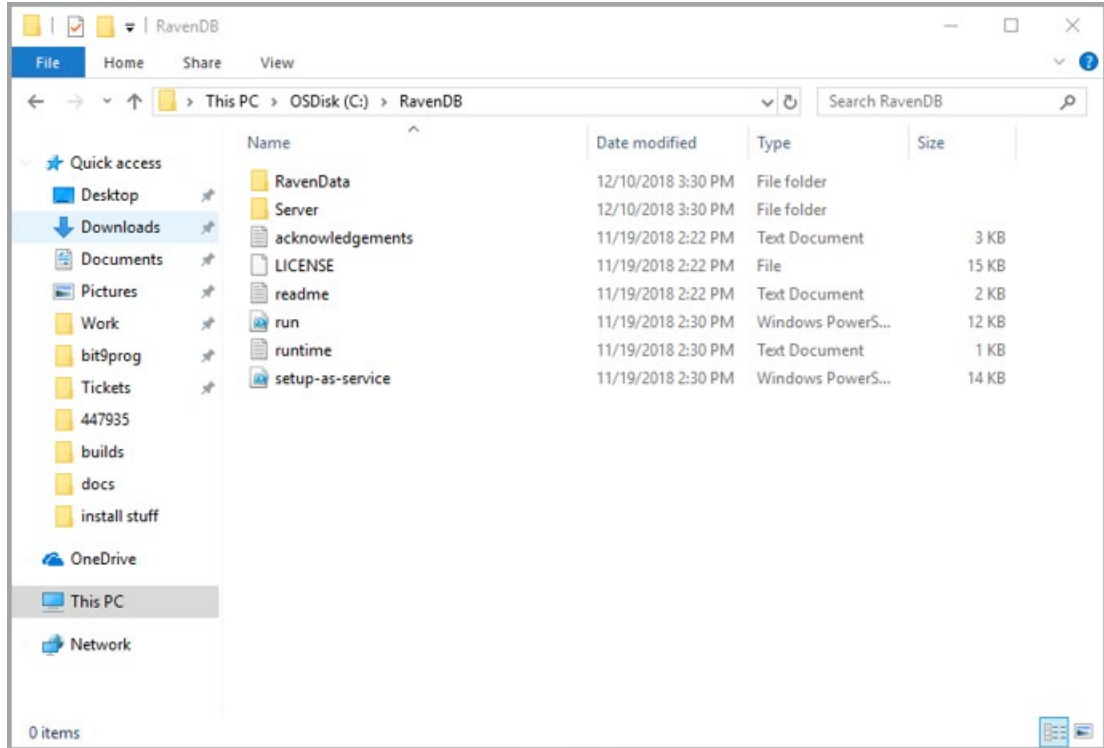 RavenDB
File Home Share View
This PC > OSDisk (C:) > RavenDB Search RavenDB
Name Date modified Type Size
Quick access
Desktop
Downloads
Documents
Pictures
Work
bit9prog
Tickets
447935
builds
docs
install stuff
OneDrive
This PC
Network
RavenData 12/10/2018 3:30 PM File folder
Server 12/10/2018 3:30 PM File folder
acknowledgements 11/19/2018 2:22 PM Text Document 3 KB
LICENSE 11/19/2018 2:22 PM File 15 KB
readme 11/19/2018 2:22 PM Text Document 2 KB
run 11/19/2018 2:30 PM Windows PowerS... 12 KB
runtime 11/19/2018 2:30 PM Text Document 1 KB
setup-as-service 11/19/2018 2:30 PM Windows PowerS... 14 KB
0 items